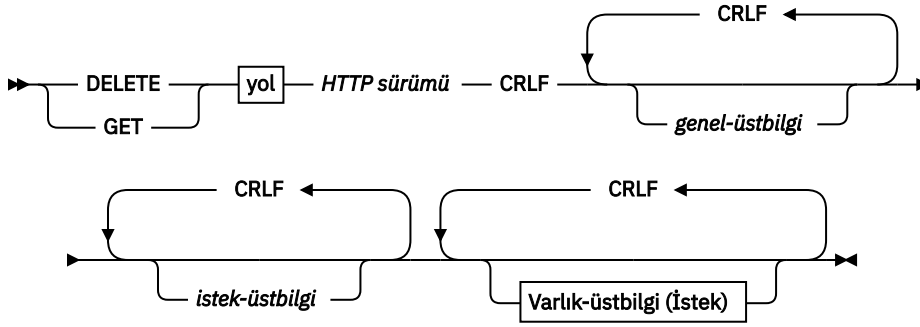 CRLF
DELETE yol HTTP sürümü CRLF
GET genel-üstbilgi
CRLF CRLF
istek-üstbilgi Varlık-üstbilgi (İstek)